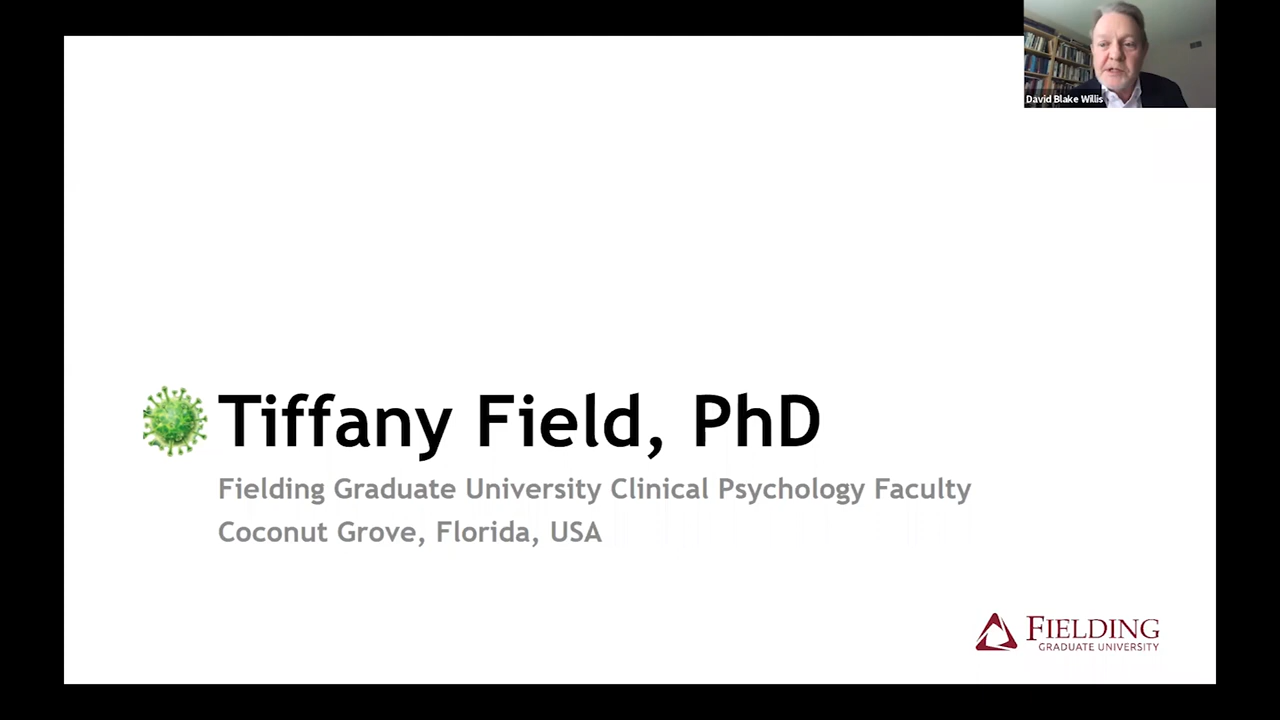 David Blake Willis
Tiffany Field, PhD
Fielding Graduate University Clinical Psychology Faculty
Coconut Grove, Florida, USA
FIELDING
GRADUATE UNIVERSITY